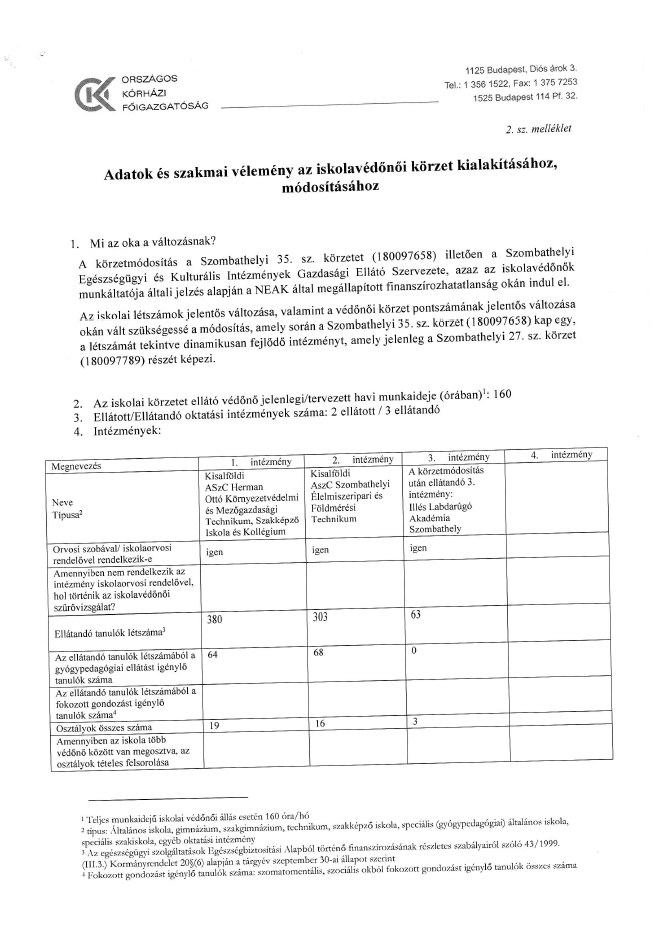 ORSZÁGOS
KÓRHÁZI
FŐIGAZGATÓSÁG
1125 Budapest, Diós árok 3.
Tel.: 1 356 1522, Fax: 1 375 7253
1525 Budapest 114 Pf. 32.
2. sz. melléklet
Adatok és szakmai vélemény az iskolavédőnői körzet kialakításához,
módosításához
1. Mi az oka a változásnak?
A körzetmódosítás a Szombathelyi 35. sz. körzetet (180097658) illetően a Szombathelyi
Egészségügyi és Kulturális Intézmények Gazdasági Ellátó Szervezete, azaz az iskolavédőnők
munkáltatója általi jelzés alapján a NEAK által megállapított finanszírozhatatlanság okán indul el.
Az iskolai létszámok jelentős változása, valamint a védőnői körzet pontszámának jelentős változása
okán vált szükségessé a módosítás, amely során a Szombathelyi 35. sz. körzet (180097658) kap egy,
a létszámát tekintve dinamikusan fejlődő intézményt, amely jelenleg a Szombathelyi 27. sz. körzet
(180097789) részét képezi.
2. Az iskolai körzetet ellátó védőnő jelenlegi/tervezett havi munkaideje (órában)¹: 160
3. Ellátott/Ellátandó oktatási intézmények száma: 2 ellátott / 3 ellátandó
4. Intézmények:
Megnevezés
1. intézmény
2. intézmény
3. intézmény
4. intézmény
Neve
Típusa²
Kisalföldi
ASzC Herman
Ottó Környezetvédelmi
és Mezőgazdasági
Technikum, Szakképző
Iskola és Kollégium
Kisalföldi
AszC Szombathelyi
Élelmiszeripari és
Földmérési
Technikum
A körzetmódosítás
után ellátandó 3.
intézmény:
Illés Labdarúgó
Akadémia
Szombathely
Orvosi szobával/ iskolaorvosi
rendelővel rendelkezik-e
igen
igen
igen
Amennyiben nem rendelkezik az
intézmény iskolaorvosi rendelővel,
hol történik az iskolavédőnői
szűrővizsgálat?
Ellátandó tanulók létszáma³
380
303
63
Az ellátandó tanulók létszámából a
gyógypedagógiai ellátást igénylő
tanulók száma
64
68
0
Az ellátandó tanulók létszámából a
fokozott gondozást igénylő
tanulók száma⁴
Osztályok összes száma
19
16
3
Amennyiben az iskola több
védőnő között van megosztva, az
osztályok tételes felsorolása
¹ Teljes munkaidejű iskolai védőnői állás esetén 160 óra/hó
² típus: Általános iskola, gimnázium, szakgimnázium, technikum, szakképző iskola, speciális (gyógypedagógiai) általános iskola,
speciális szakiskola, egyéb oktatási intézmény
³ Az egészségügyi szolgáltatások Egészségbiztosítási Alapból történő finanszírozásának részletes szabályairól szóló 43/1999.
(III.3.) Kormányrendelet 20§(6) alapján a tárgyév szeptember 30-ai állapot szerint
⁴ Fokozott gondozást igénylő tanulók száma: szomatomentális, szociális okból fokozott gondozást igénylő tanulók összes száma